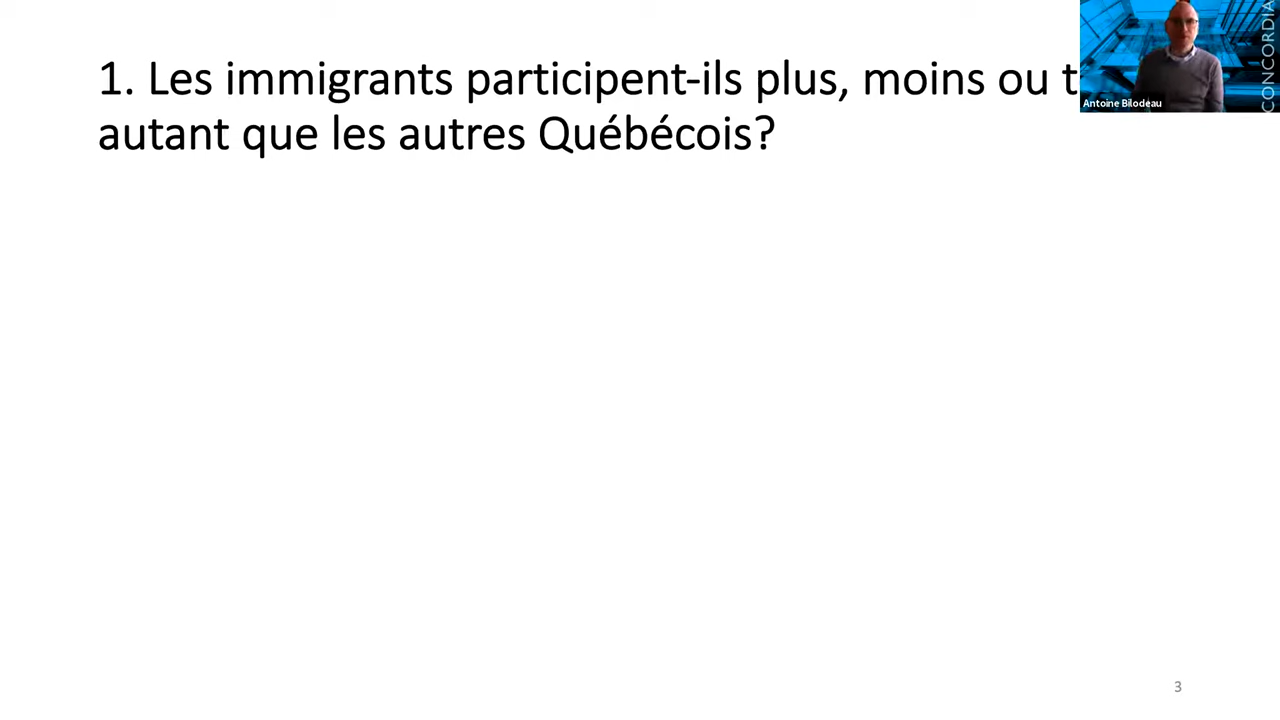 1. Les immigrants participent-ils plus, moins ou t
autant que les autres Québécois?
Antoine Bilodeau
CONCORDIA
3